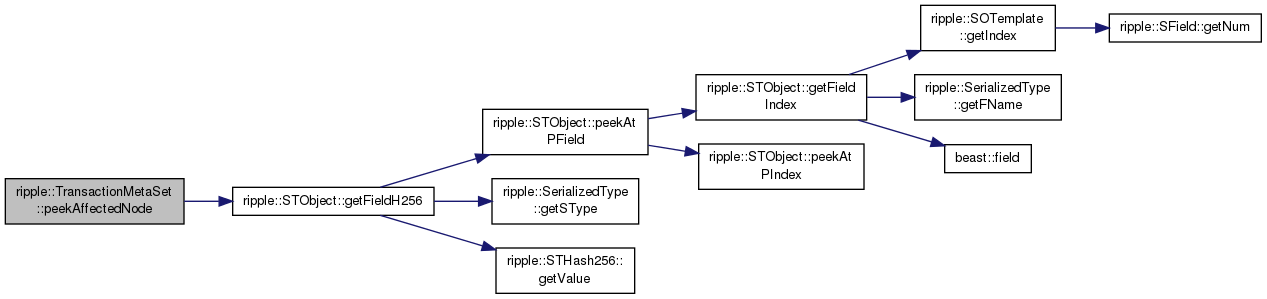 ripple::TransactionMetaSet
::peekAffectedNode
ripple::STObject::getFieldH256
ripple::STObject::peekAt
PField
ripple::SerializedType
::getSType
ripple::STHash256::
getValue
ripple::STObject::getField
Index
ripple::STObject::peekAt
PIndex
ripple::SOTemplate
::getIndex
ripple::SerializedType
::getFName
beast::field
ripple::SField::getNum